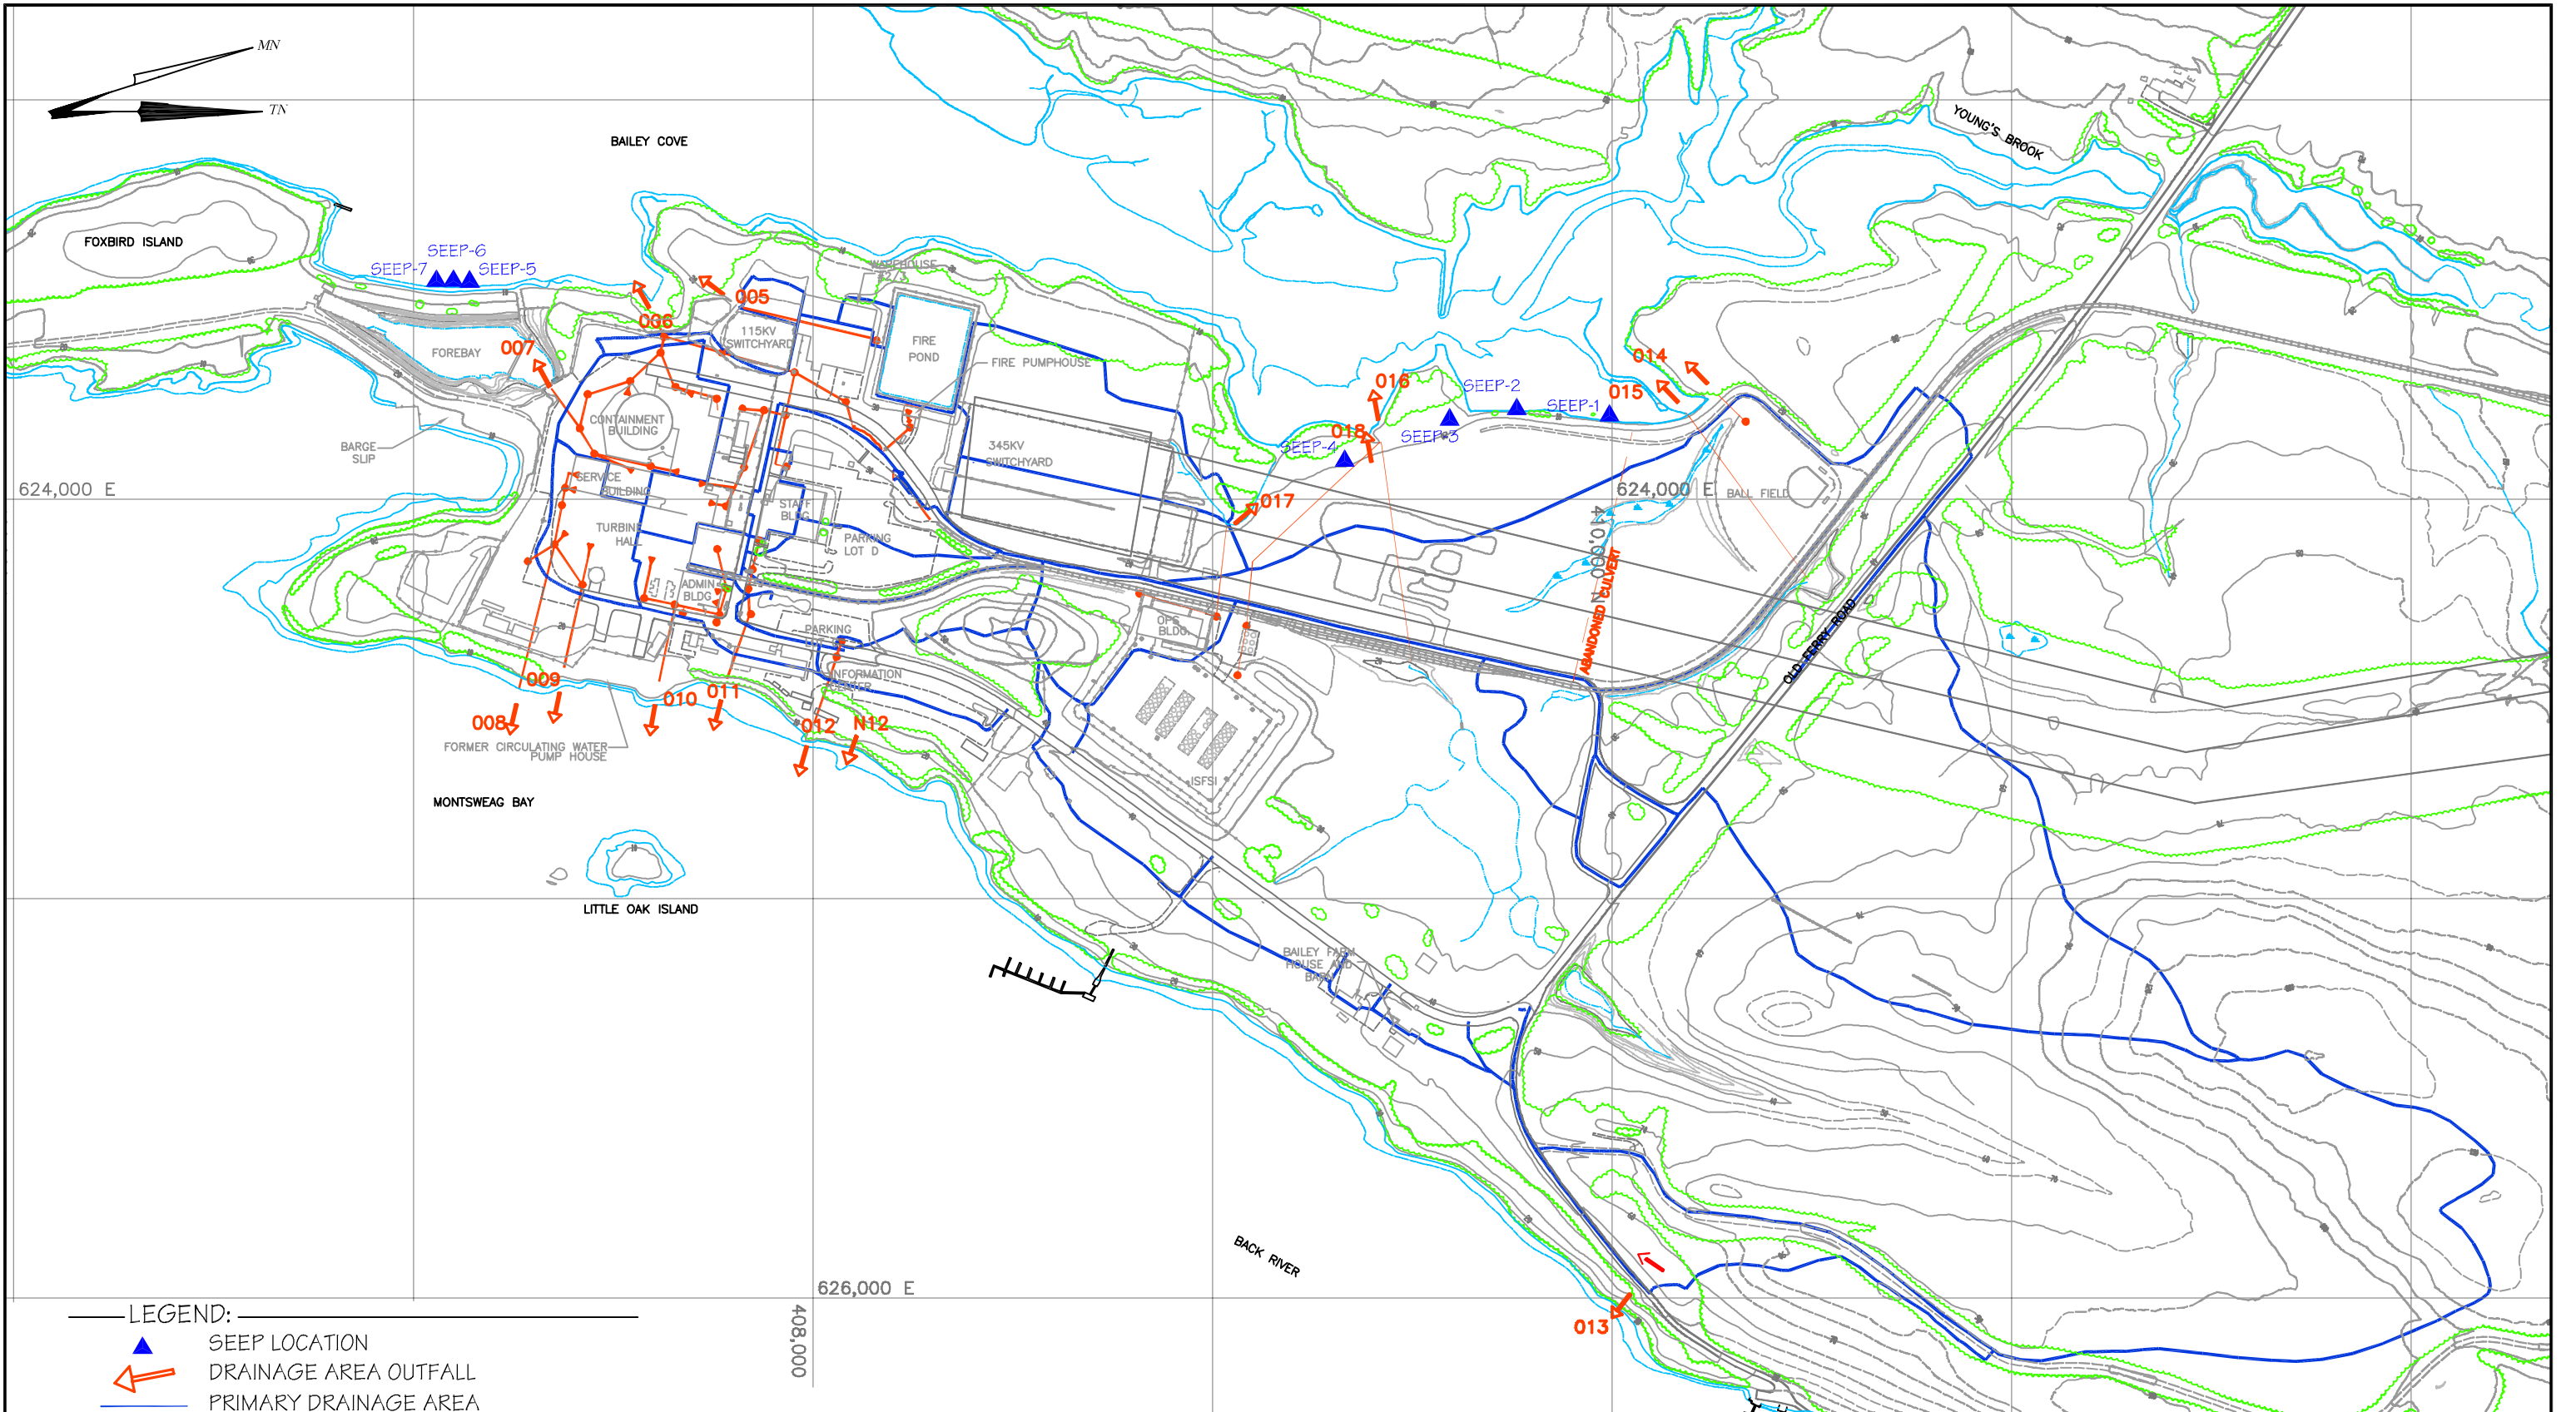 MN
TN
BAILEY COVE
YOUNG'S BROOK
FOXBIRD ISLAND
SEEP-6
SEEP-7
SEEP-5
WAREHOUSE
2/3
005
006
007
115KV
SWITCHYARD
FIRE
POND
FIRE PUMPHOUSE
FOREBAY
014
015
016
018
017
SEEP-2
SEEP-1
SEEP-3
SEEP-4
CONTAINMENT
BUILDING
345KV
SWITCHYARD
BARGE
SLIP
624,000 E
624,000 E
410,000 N
BALL FIELD
SERVICE
BUILDING
STAFF
BLDG
TURBINE
HALL
PARKING
LOT D
ADMIN
BLDG
PARKING
OPS
BLDG.
ABANDONED CULVERT
OLD FERRY ROAD
INFORMATION
CENTER
009
008
010
011
012
N12
FORMER CIRCULATING WATER
PUMP HOUSE
ISFSI
MONTSWEAG BAY
LITTLE OAK ISLAND
BAILEY FARM
HOUSE AND
BARN
BACK RIVER
626,000 E
408,000
013
LEGEND:
SEEP LOCATION
DRAINAGE AREA OUTFALL
PRIMARY DRAINAGE AREA